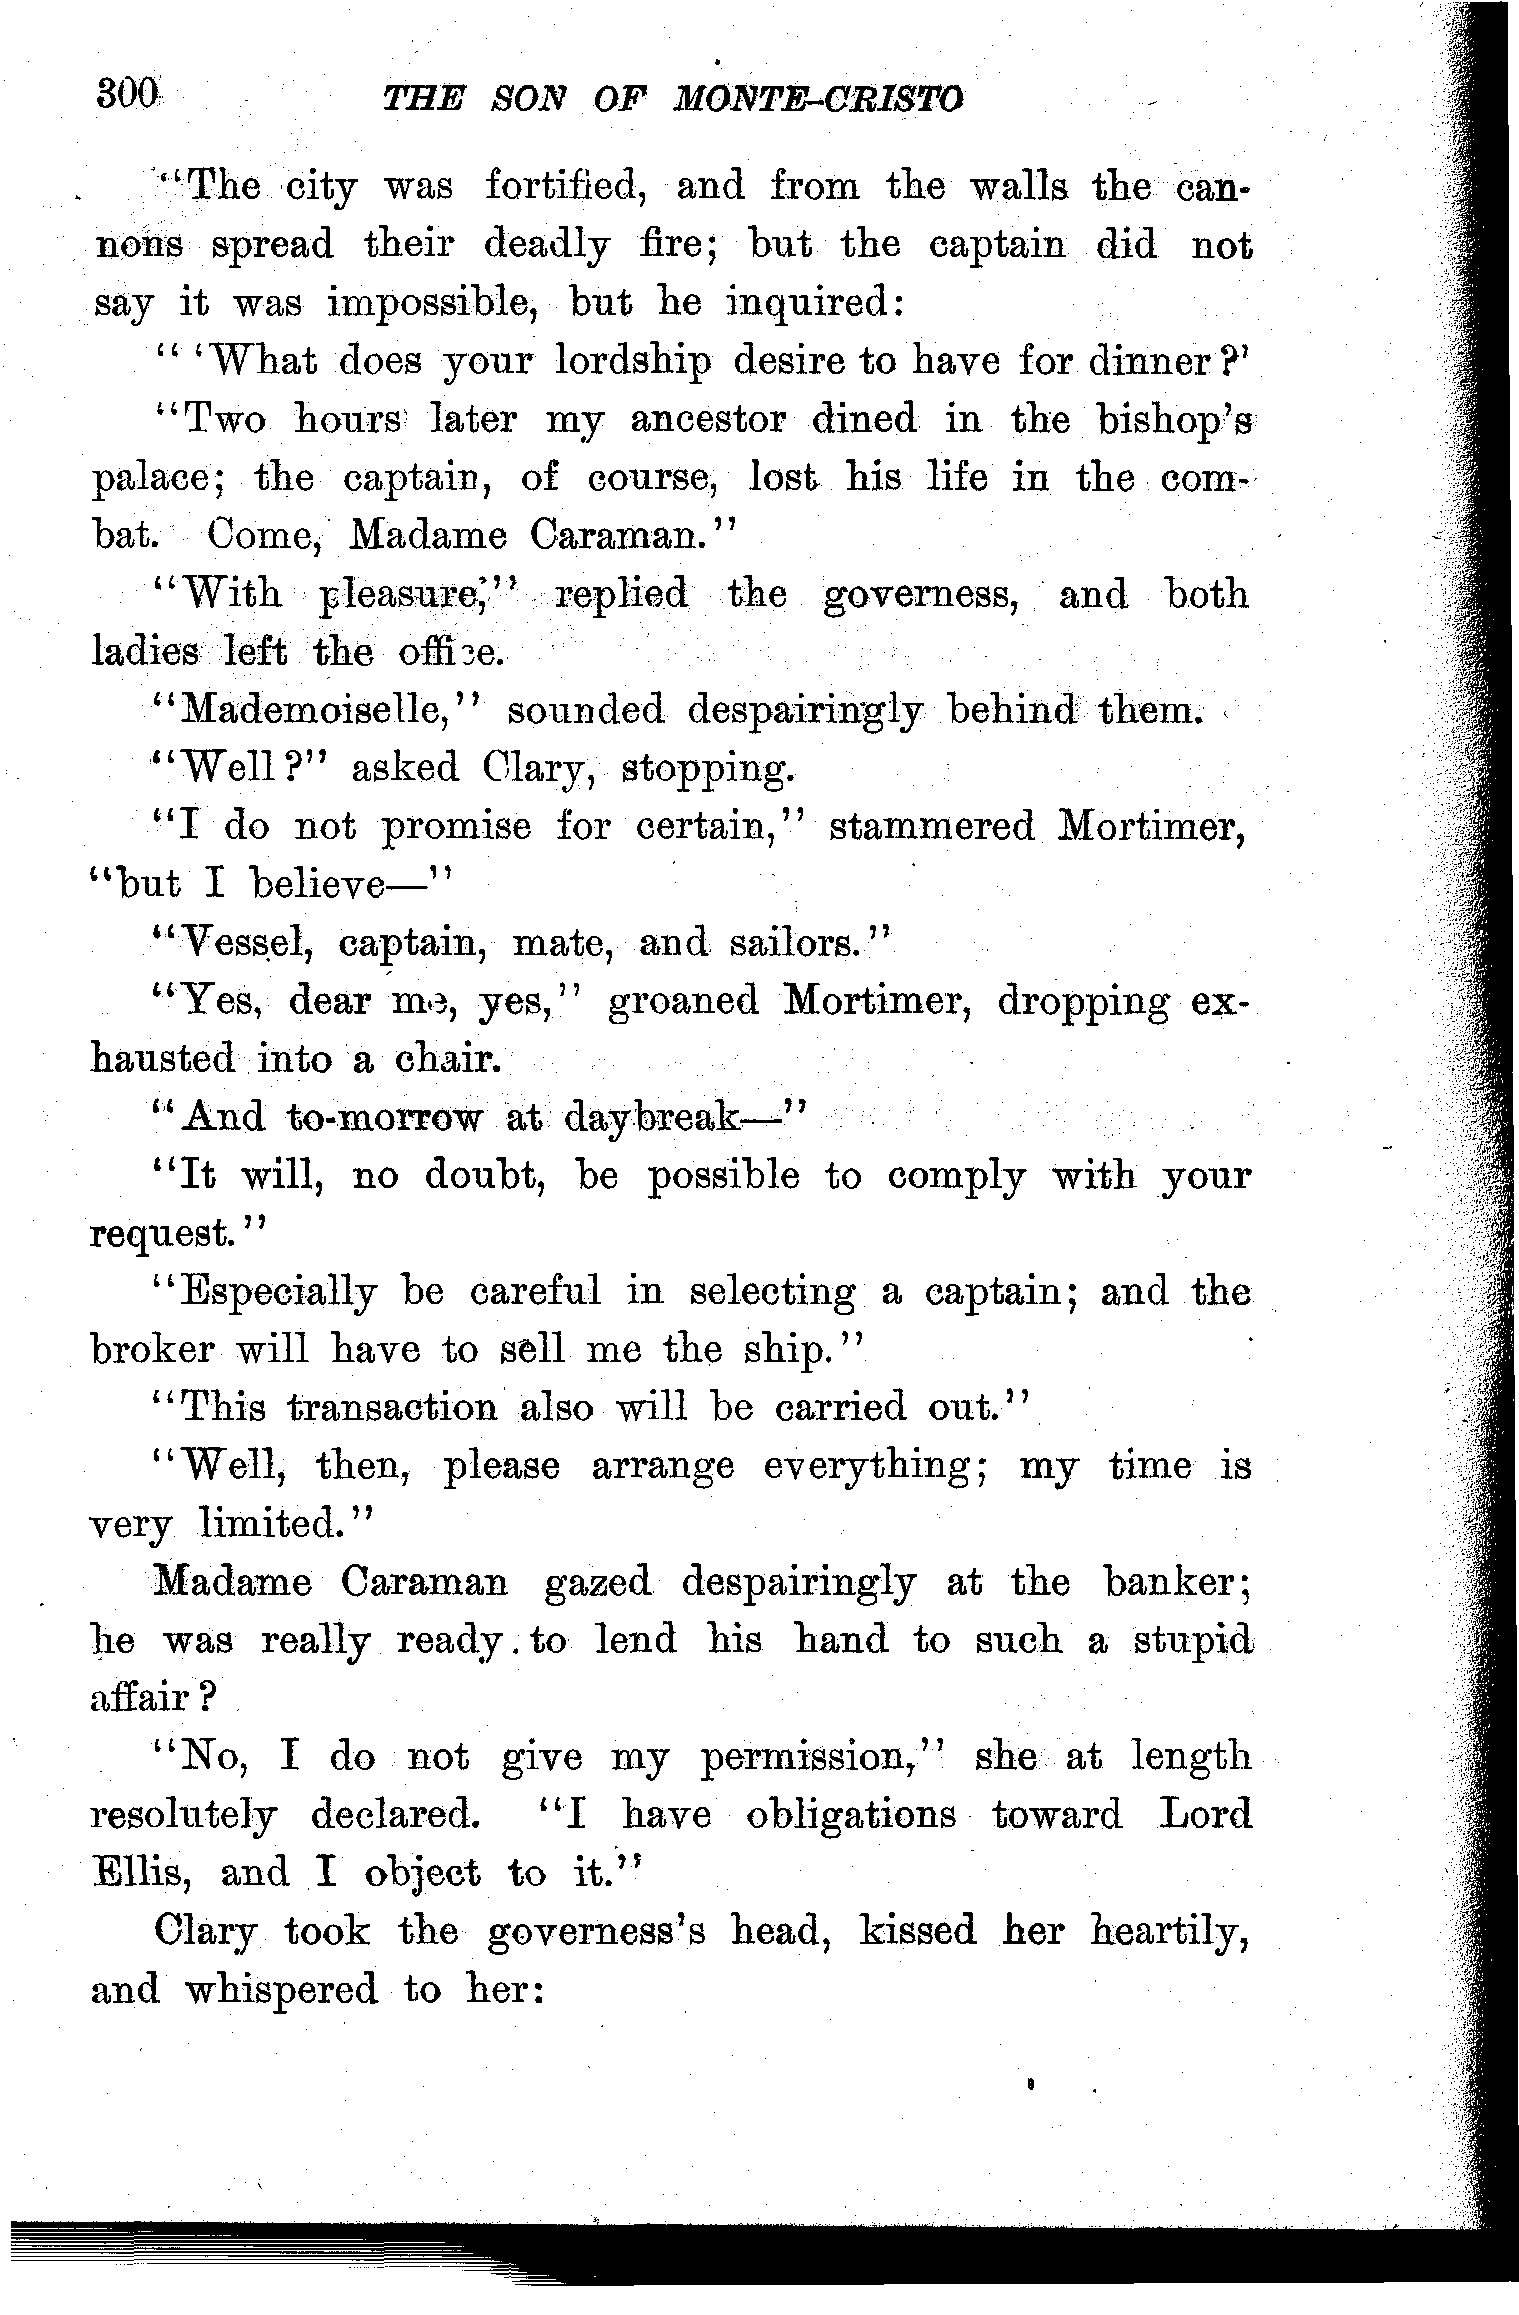 300 THE SON OF MONTE-CRISTO
"The city was fortified, and from the walls the can-
nons spread their deadly fire; but the captain did not
say it was impossible, but he inquired:
" 'What does your lordship desire to have for dinner?'
"Two hours later my ancestor dined in the bishop's
palace; the captain, of course, lost his life in the com-
bat. Come, Madame Caraman."
"With pleasure," replied the governess, and both
ladies left the office.
"Mademoiselle," sounded despairingly behind them.
"Well?" asked Clary, stopping.
"I do not promise for certain," stammered Mortimer,
"but I believe—"
"Vessel, captain, mate, and sailors."
"Yes, dear me, yes," groaned Mortimer, dropping ex-
hausted into a chair.
"And to-morrow at daybreak—"
"It will, no doubt, be possible to comply with your
request."
"Especially be careful in selecting a captain; and the
broker will have to sell me the ship."
"This transaction also will be carried out."
"Well, then, please arrange everything; my time is
very limited."
Madame Caraman gazed despairingly at the banker;
he was really ready to lend his hand to such a stupid
affair?
"No, I do not give my permission," she at length
resolutely declared. "I have obligations toward Lord
Ellis, and I object to it."
Clary took the governess's head, kissed her heartily,
and whispered to her: